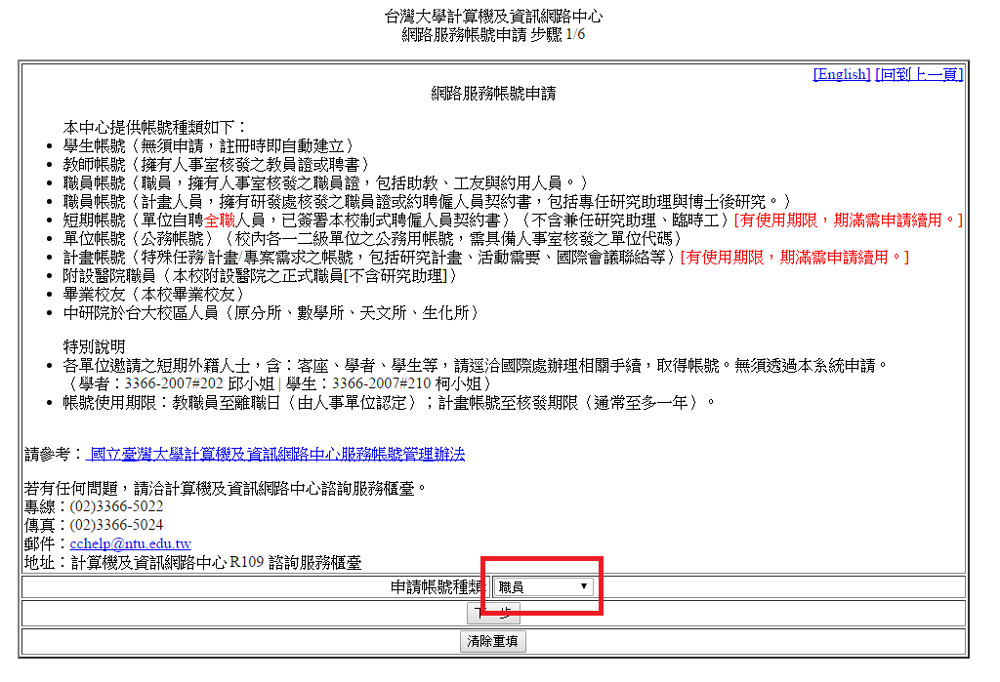 台灣大學計算機及資訊網路中心
網路服務帳號申請 步驟 1/6
[English] [回到上一頁]
網路服務帳號申請
本中心提供帳號種類如下：
學生帳號（無須申請，註冊時即自動建立）
教師帳號（擁有人事室核發之教員證或聘書）
職員帳號（職員，擁有人事室核發之職員證，包括助教、工友與約用人員。）
職員帳號（計畫人員，擁有研發處核發之職員證或約聘僱人員契約書，包括專任研究助理與博士後研究。）
短期帳號（單位自聘全職人員，已簽署本校制式聘僱人員契約書）（不含兼任研究助理、臨時工）[有使用期限，期滿需申請續用。]
單位帳號（公務帳號）（校內各一二級單位之公務用帳號，需具備人事室核發之單位代碼）
計畫帳號（特殊任務/計畫/專案需求之帳號，包括研究計畫、活動需要、國際會議聯絡等）[有使用期限，期滿需申請續用。]
附設醫院職員（本校附設醫院之正式職員[不含研究助理]）
畢業校友（本校畢業校友）
中研院於台大校區人員（原分所、數學所、天文所、生化所）
特別說明
各單位邀請之短期外籍人士，含：客座、學者、學生等，請逕洽國際處辦理相關手續，取得帳號。無須透過本系統申請。
（學者：3366-2007#202 邱小姐 | 學生：3366-2007#210 柯小姐）
帳號使用期限：教職員至離職日（由人事單位認定）；計畫帳號至核發期限（通常至多一年）。
請參考： 國立臺灣大學計算機及資訊網路中心服務帳號管理辦法
若有任何問題，請洽計算機及資訊網路中心諮詢服務櫃臺。
專線：(02)3366-5022
傳真：(02)3366-5024
郵件：cchelp@ntu.edu.tw
地址：計算機及資訊網路中心 R109 諮詢服務櫃臺
申請帳號種類 職員
下一步
清除重填